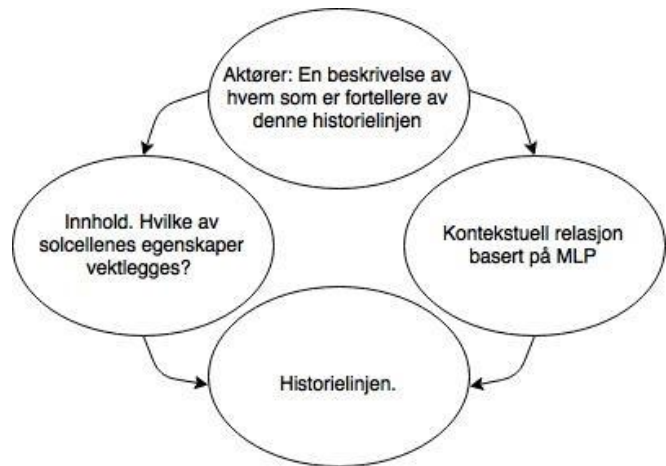 Aktører: En beskrivelse av
hvem som er fortellere av
denne historielinjen
Innhold. Hvilke av
solcellenes egenskaper
vektlegges?
Kontekstuell relasjon
basert på MLP
Historielinjen.